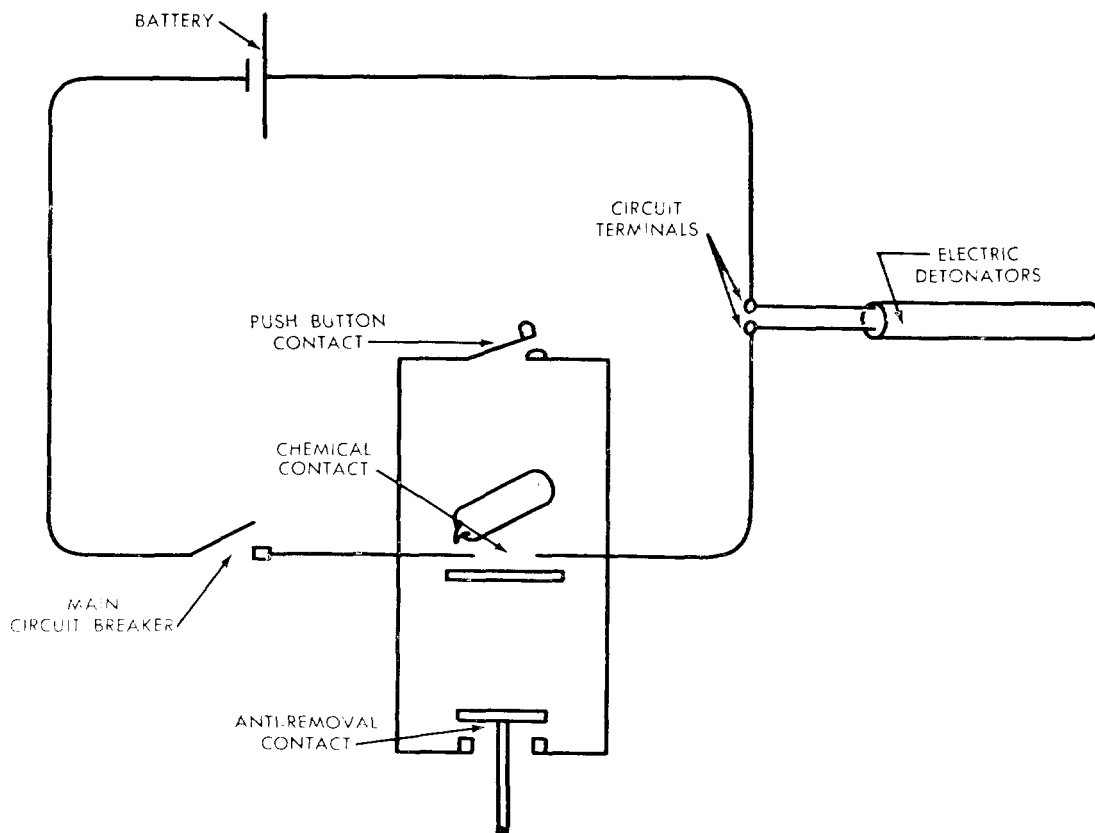 BATTERY
CIRCUIT
TERMINALS
ELECTRIC
DETONATORS
PUSH BUTTON
CONTACT
CHEMICAL
CONTACT
MAIN
CIRCUIT BREAKER
ANTI-REMOVAL
CONTACT